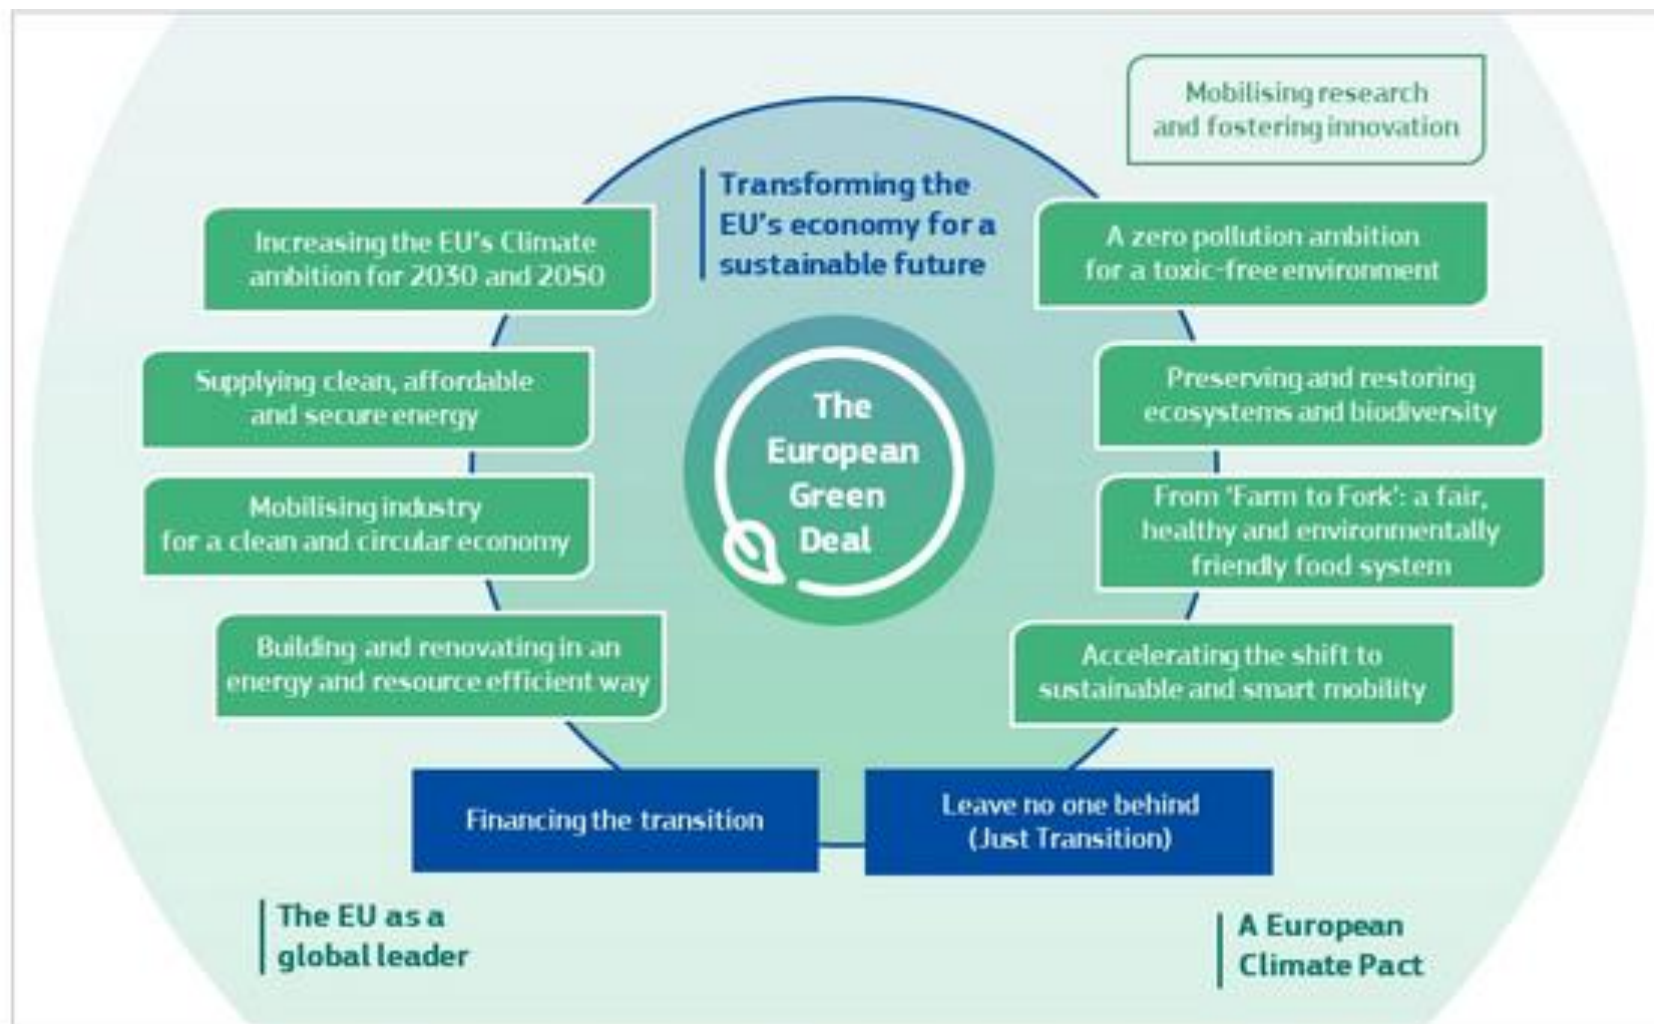 Mobilising research
and fostering innovation
Transforming the
EU's economy for a
sustainable future
Increasing the EU's Climate
ambition for 2030 and 2050
A zero pollution ambition
for a toxic-free environment
Supplying clean, affordable
and secure energy
Preserving and restoring
ecosystems and biodiversity
The
European
Green
Deal
Mobilising industry
for a clean and circular economy
From 'Farm to Fork': a fair,
healthy and environmentally
friendly food system
Building and renovating in an
energy and resource efficient way
Accelerating the shift to
sustainable and smart mobility
Financing the transition
Leave no one behind
(Just Transition)
The EU as a
global leader
A European
Climate Pact